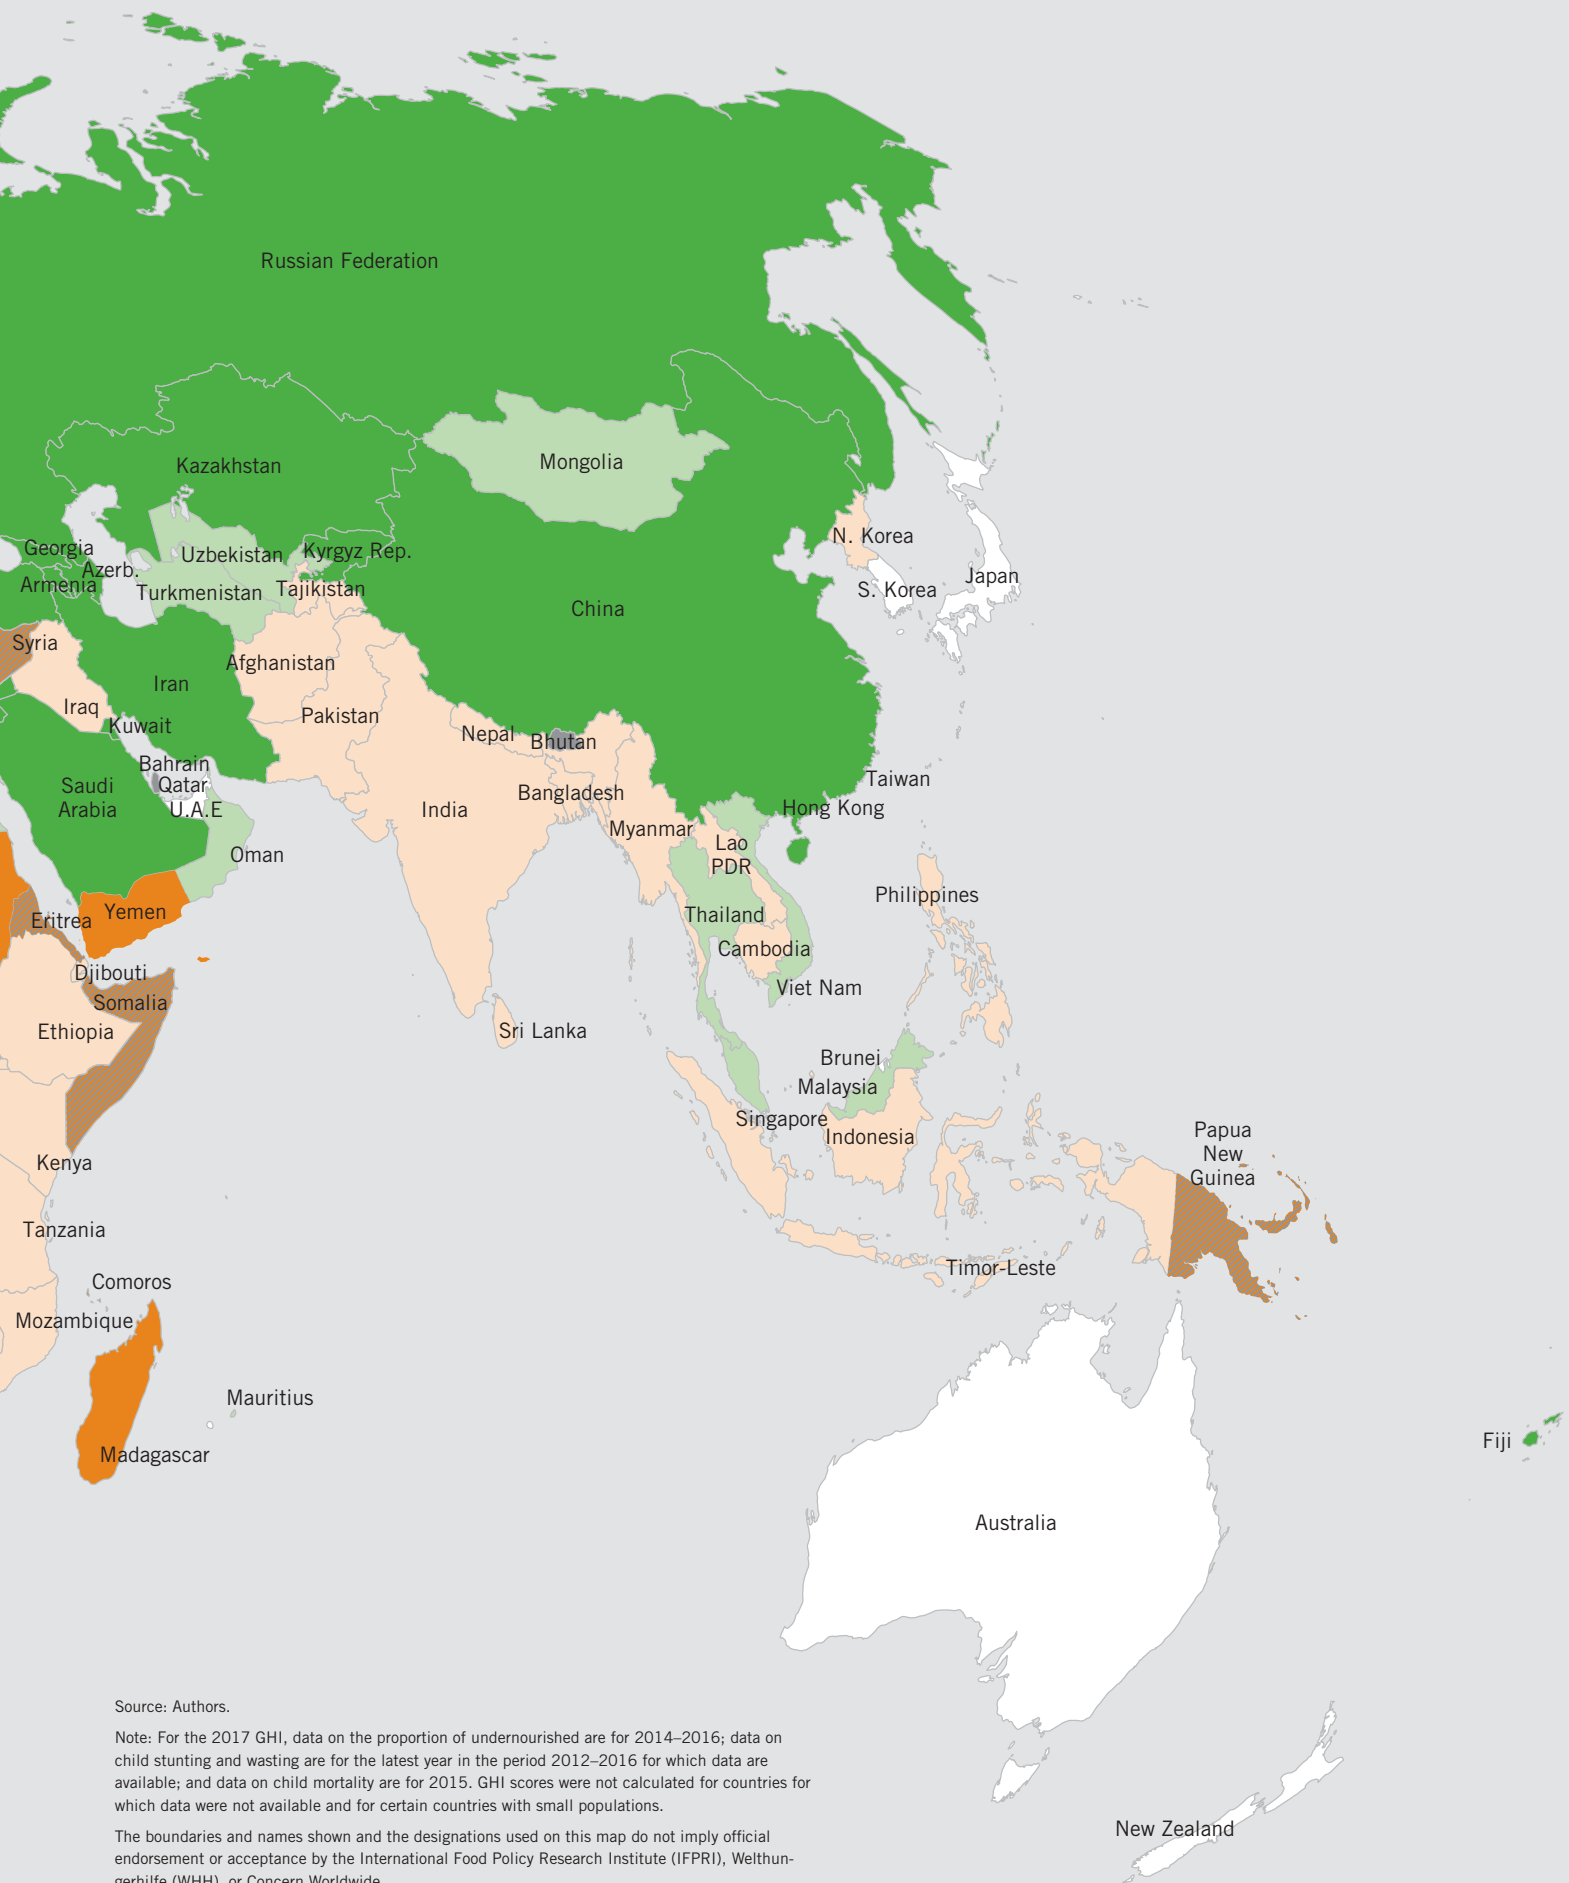 Russian Federation
Mongolia
Kazakhstan
N. Korea
Georgia
Uzbekistan
Kyrgyz Rep.
Azerb.
Armenia
Japan
Turkmenistan
Tajikistan
S. Korea
China
Syria
Afghanistan
Iran
Iraq
Pakistan
Kuwait
Nepal
Bhutan
Bahrain
Taiwan
Qatar
Saudi
Arabia
Bangladesh
U.A.E
India
Hong Kong
Myanmar
Lao
PDR
Oman
Philippines
Yemen
Thailand
Eritrea
Cambodia
Djibouti
Viet Nam
Somalia
Ethiopia
Sri Lanka
Brunei
Malaysia
Singapore
Papua
New
Guinea
Indonesia
Kenya
Tanzania
Timor-Leste
Comoros
Mozambique
Mauritius
Fiji
Madagascar
Australia
Source: Authors.
Note: For the 2017 GHI, data on the proportion of undernourished are for 2014–2016; data on
child stunting and wasting are for the latest year in the period 2012–2016 for which data are
available; and data on child mortality are for 2015. GHI scores were not calculated for countries for
which data were not available and for certain countries with small populations.
New Zealand
The boundaries and names shown and the designations used on this map do not imply official
endorsement or acceptance by the International Food Policy Research Institute (IFPRI), Welthun-
gerhilfe (WHH), or Concern Worldwide.